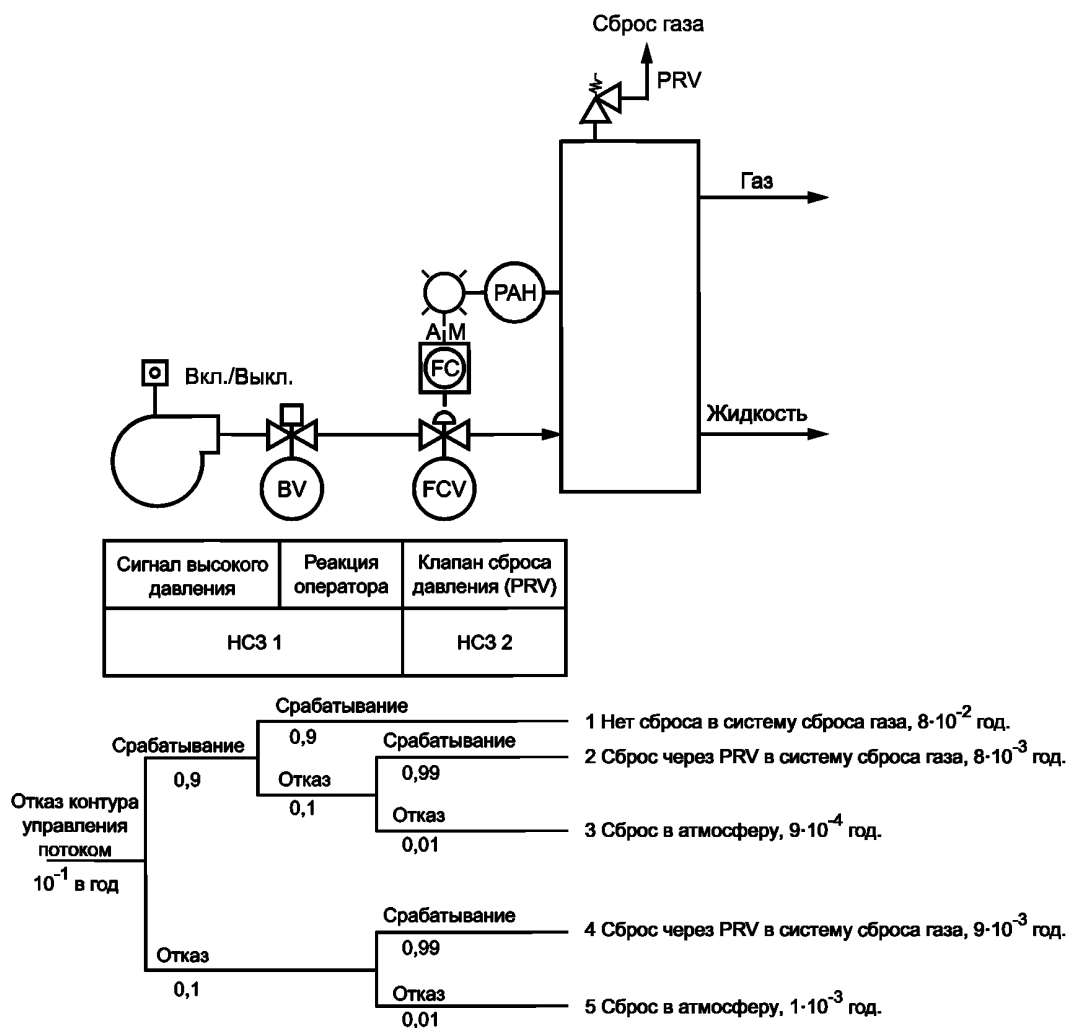 Сброс газа
PRV
Газ
PAH
A M
FC
Вкл./Выкл.
Жидкость
BV
FCV
Сигнал высокого
давления
Реакция
оператора
Клапан сброса
давления (PRV)
НСЗ 1
НСЗ 2
Срабатывание
0,9
1 Нет сброса в систему сброса газа, 8·10⁻² год.
Срабатывание
0,9
Срабатывание
0,99
2 Сброс через PRV в систему сброса газа, 8·10⁻³ год.
Отказ
0,1
Отказ контура
управления
потоком
10⁻¹ в год
Отказ
0,01
3 Сброс в атмосферу, 9·10⁻⁴ год.
Срабатывание
0,99
4 Сброс через PRV в систему сброса газа, 9·10⁻³ год.
Отказ
0,1
Отказ
0,01
5 Сброс в атмосферу, 1·10⁻³ год.